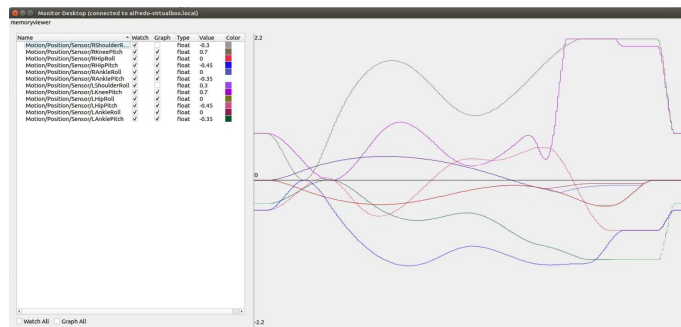 Monitor Desktop (connected to alfredo-virtualbox.local)
memoryviewer
Name Watch Graph Type Value Color
Motion/Position/Sensor/RShoulderR... float -0.3
Motion/Position/Sensor/RKneePitch float 0.7
Motion/Position/Sensor/RHipRoll float 0
Motion/Position/Sensor/RHipPitch float -0.45
Motion/Position/Sensor/RAnkleRoll float 0
Motion/Position/Sensor/RAnklePitch float -0.35
Motion/Position/Sensor/LShoulderRoll float 0.3
Motion/Position/Sensor/LKneePitch float 0.7
Motion/Position/Sensor/LHipRoll float 0
Motion/Position/Sensor/LHipPitch float -0.45
Motion/Position/Sensor/LAnkleRoll float 0
Motion/Position/Sensor/LAnklePitch float -0.35
Watch All Graph All
2.2
0
-2.2